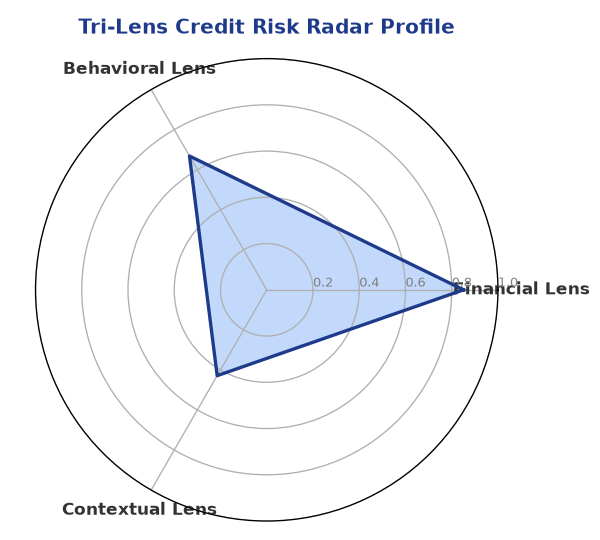 Tri-Lens Credit Risk Radar Profile
Behavioral Lens
0.2 0.4 0.6 0.8 1.0
Financial Lens
Contextual Lens